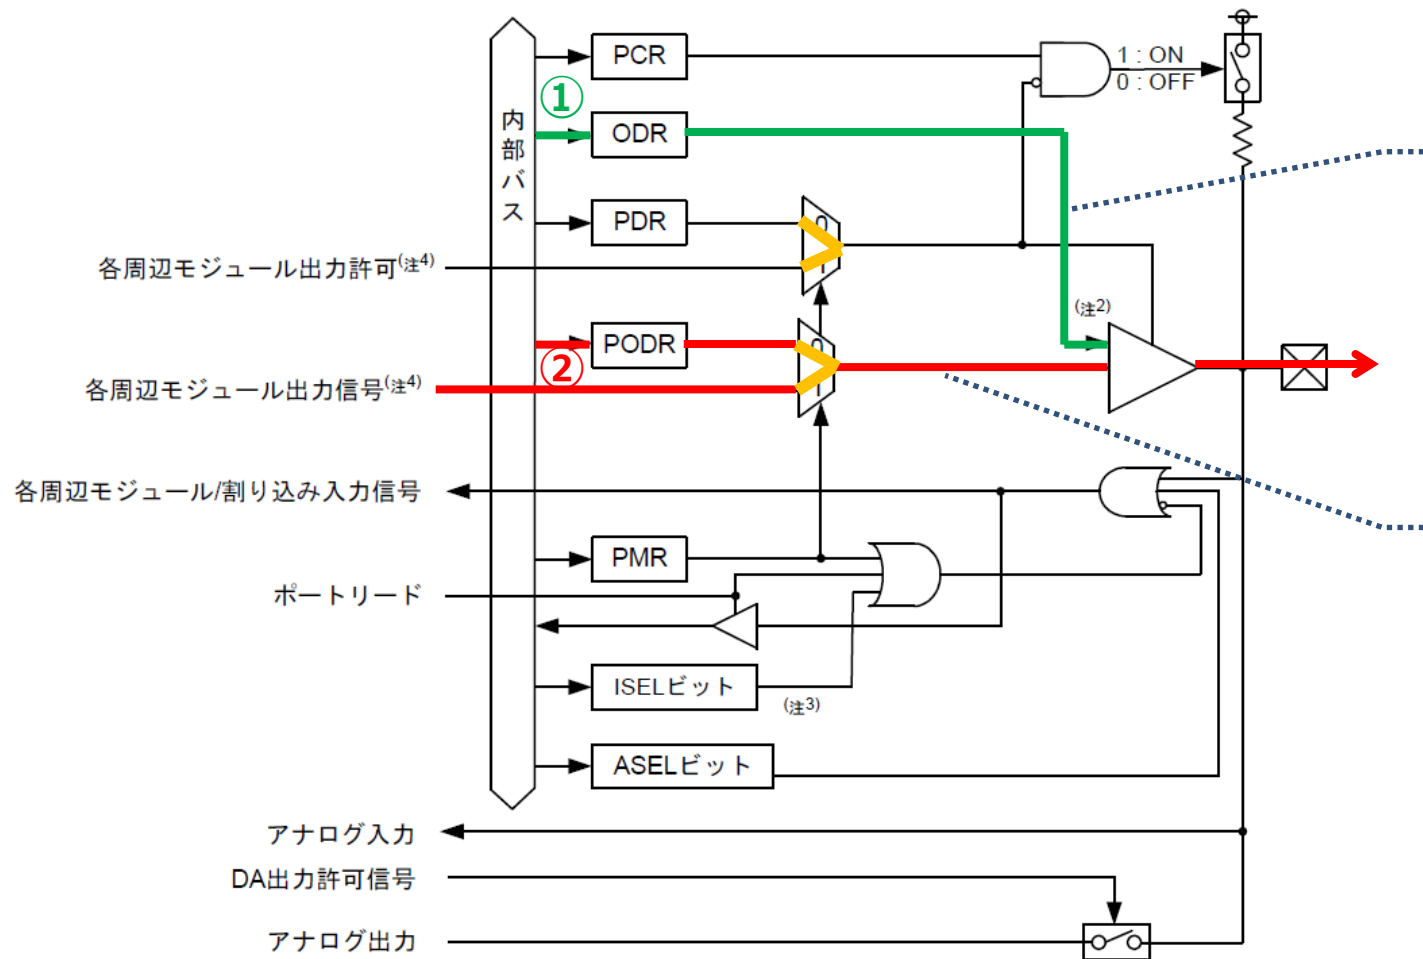 PCR
1 : ON
0 : OFF
①
内部バス
ODR
PDR
0
1
各周辺モジュール出力許可(注4)
(注2)
PODR
②
0
1
各周辺モジュール出力信号(注4)
各周辺モジュール/割り込み入力信号
PMR
ポートリード
ISELビット
(注3)
ASELビット
アナログ入力
DA出力許可信号
アナログ出力